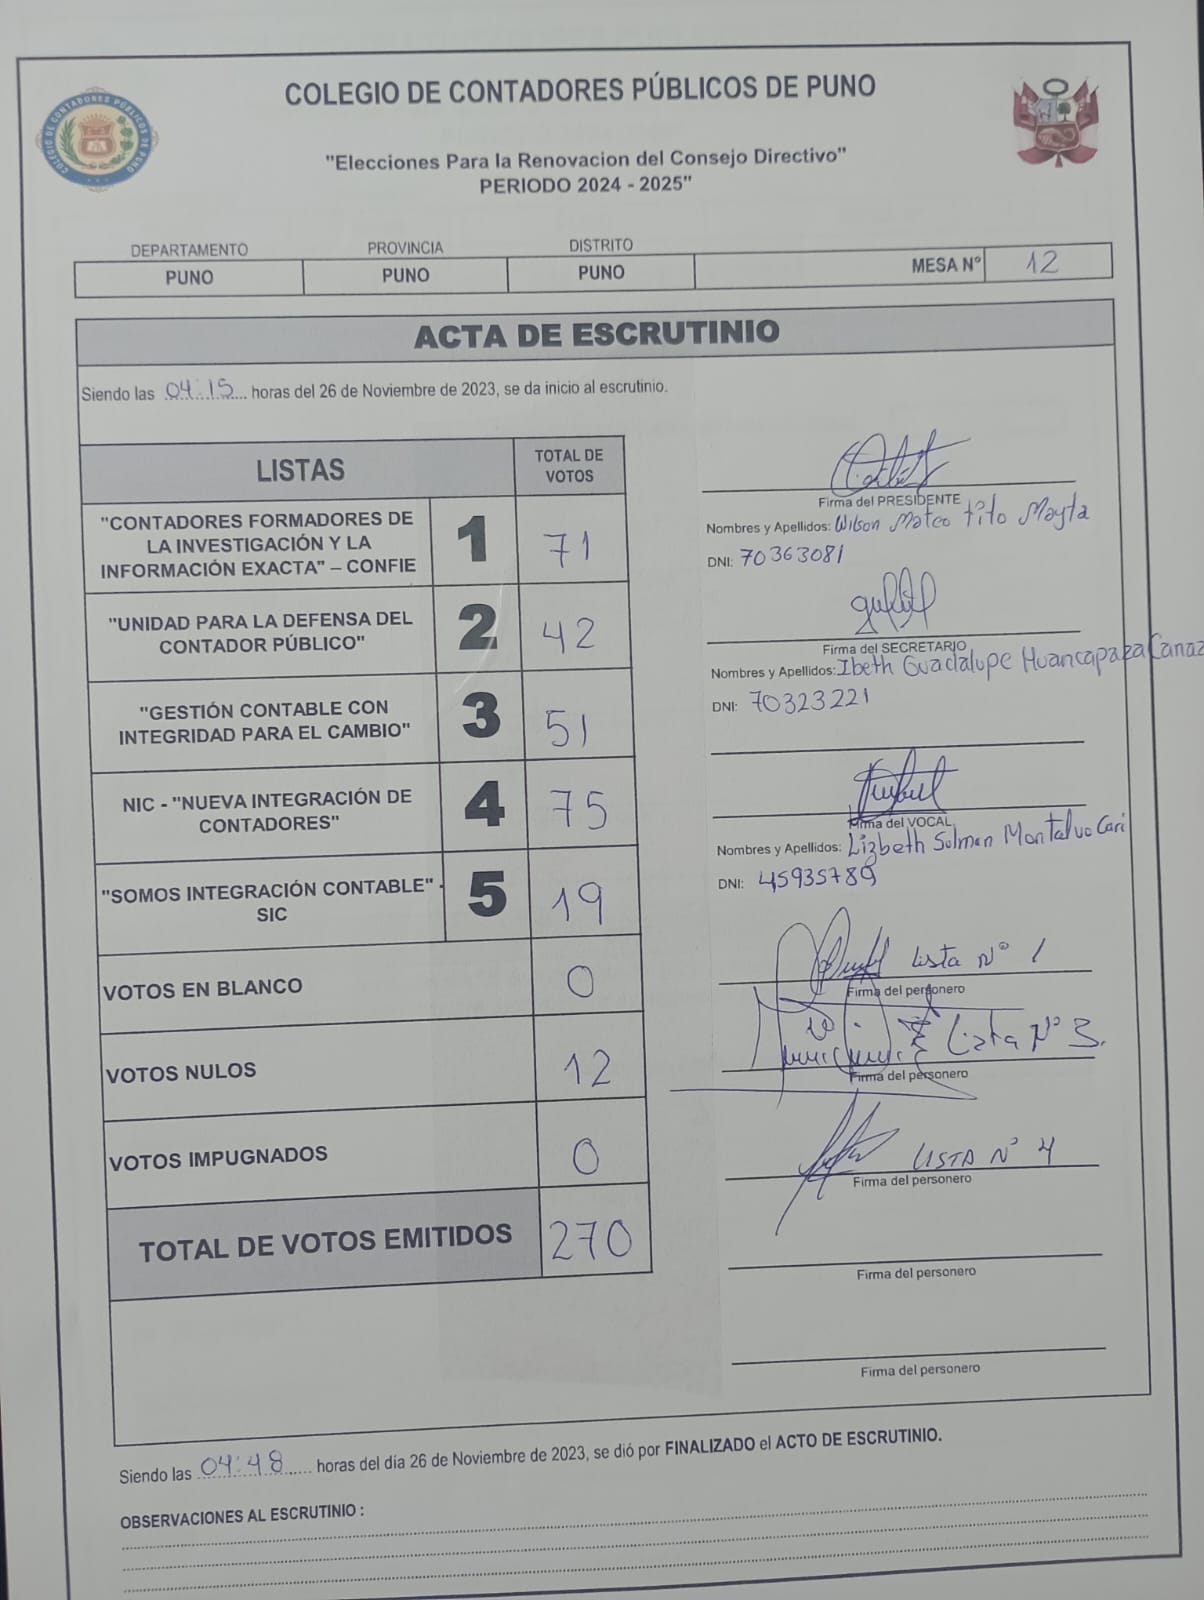 COLEGIO DE CONTADORES PÚBLICOS DE PUNO
COLEGIO DE CONTADORES PÚBLICOS DE PUNO
"Elecciones Para la Renovacion del Consejo Directivo"
PERIODO 2024 - 2025"
DEPARTAMENTO PROVINCIA DISTRITO
PUNO PUNO PUNO MESA N° 12
ACTA DE ESCRUTINIO
Siendo las 04:15 horas del 26 de Noviembre de 2023, se da inicio al escrutinio.
LISTAS TOTAL DE VOTOS
"CONTADORES FORMADORES DE
LA INVESTIGACIÓN Y LA
INFORMACIÓN EXACTA" – CONFIE 1 71
"UNIDAD PARA LA DEFENSA DEL
CONTADOR PÚBLICO" 2 42
"GESTIÓN CONTABLE CON
INTEGRIDAD PARA EL CAMBIO" 3 51
NIC - "NUEVA INTEGRACIÓN DE
CONTADORES" 4 75
"SOMOS INTEGRACIÓN CONTABLE" -
SIC 5 19
VOTOS EN BLANCO 0
VOTOS NULOS 12
VOTOS IMPUGNADOS 0
TOTAL DE VOTOS EMITIDOS 270
Firma del PRESIDENTE
Nombres y Apellidos: Wilson Mateo Tito Mayta
DNI: 70363081
Firma del SECRETARIO
Nombres y Apellidos: Ibeth Guadalupe Huancapaza Canaz
DNI: 70323221
Firma del VOCAL
Nombres y Apellidos: Lizbeth Solman Montalvo Cari
DNI: 45935789
Lista N° 1
Firma del personero
Lista N° 3.
Firma del personero
LISTA N° 4
Firma del personero
Firma del personero
Firma del personero
Siendo las 04:48 horas del día 26 de Noviembre de 2023, se dió por FINALIZADO el ACTO DE ESCRUTINIO.
OBSERVACIONES AL ESCRUTINIO :